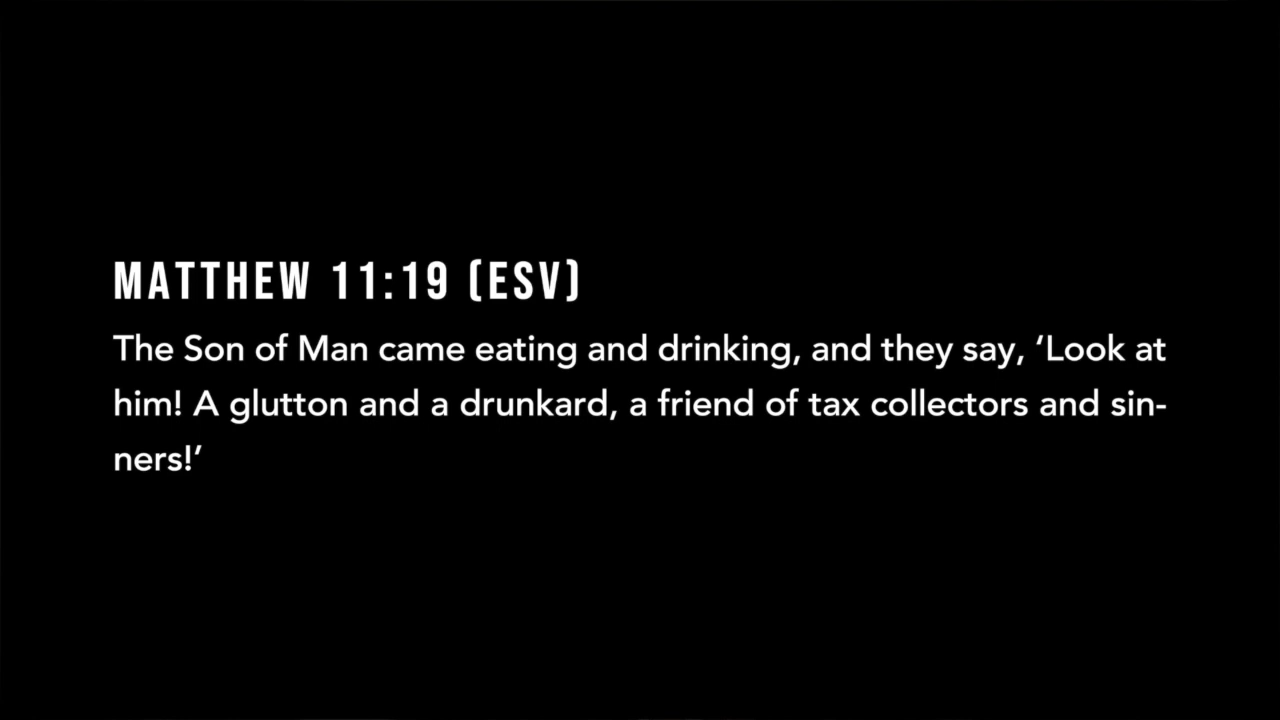 MATTHEW 11:19 (ESV)
The Son of Man came eating and drinking, and they say, ‘Look at
him! A glutton and a drunkard, a friend of tax collectors and sin-
ners!’